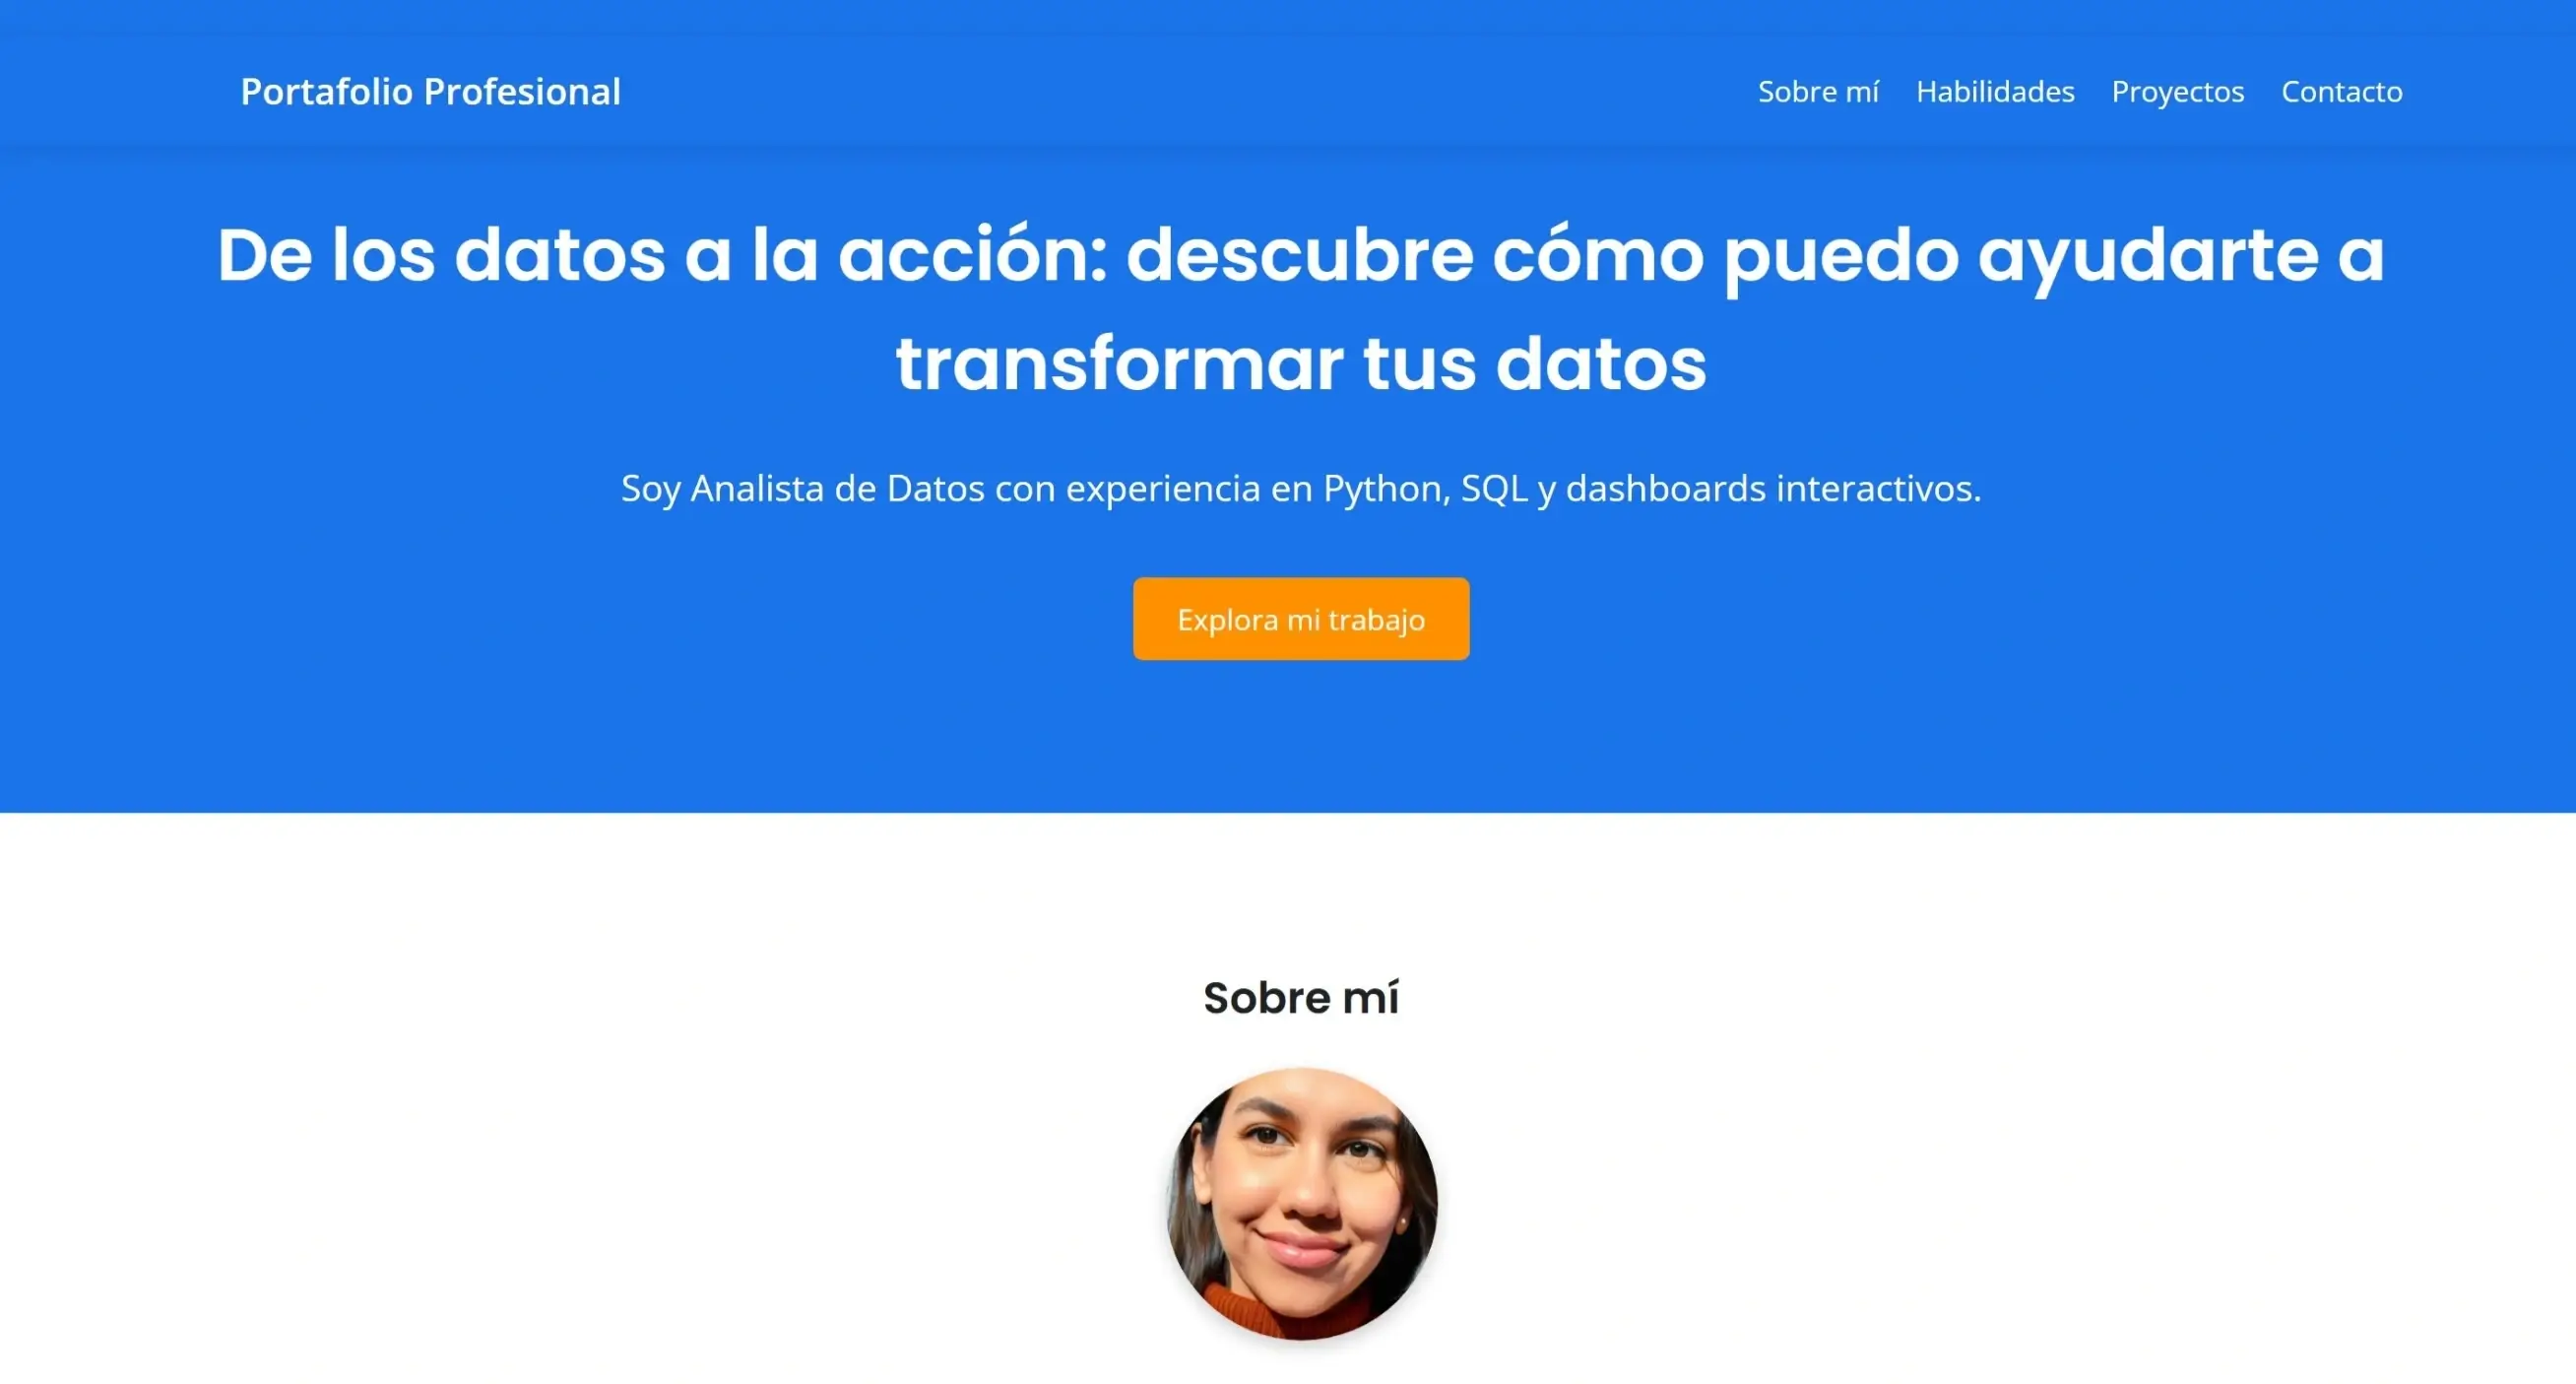 Portafolio Profesional
Sobre mí Habilidades Proyectos Contacto
De los datos a la acción: descubre cómo puedo ayudarte a
transformar tus datos
Soy Analista de Datos con experiencia en Python, SQL y dashboards interactivos.
Explora mi trabajo
Sobre mí